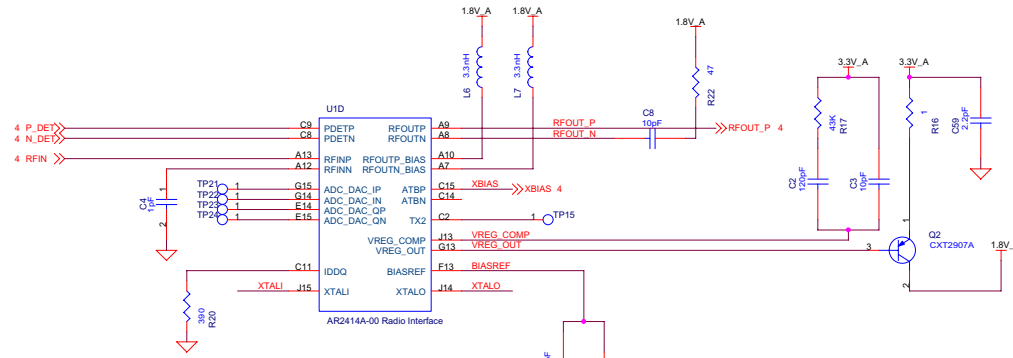 1.8V_A
1.8V_A
1.8V_A
3.3nH
L6
3.3nH
L7
47
R22
3.3V_A
3.3V_A
U1D
4 P_DET
C9
PDETP
RFOUTP
A9
RFOUT_P
C8
10pF
RFOUT_P 4
4 N_DET
C8
PDETN
RFOUTN
A8
RFOUT_N
43K
R17
1
R16
C59
2.2pF
4 RFIN
A13
RFINP
RFOUTP_BIAS
A10
A12
RFINN
RFOUTN_BIAS
A7
TP21
1
G15
ADC_DAC_IP
ATBP
C15
XBIAS
XBIAS 4
TP22
1
G14
ADC_DAC_IN
ATBN
C14
TP23
1
E14
ADC_DAC_QP
TP24
1
E15
ADC_DAC_QN
TX2
C2
1
TP15
1
C4
1pF
2
C2
120pF
C3
10pF
VREG_COMP
J13
VREG_COMP
VREG_OUT
G13
VREG_OUT
1
3
2
Q2
CXT2907A
1.8V_
C11
IDDQ
BIASREF
F13
BIASREF
XTALI
J15
XTALI
XTALO
J14
XTALO
390
R20
AR2414A-00 Radio Interface